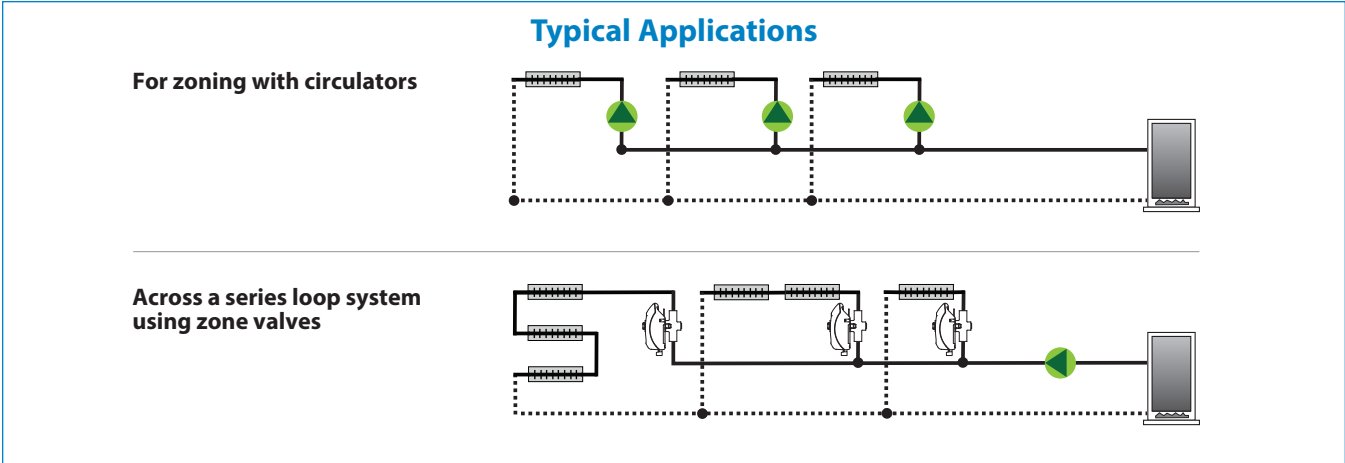 Typical Applications
For zoning with circulators
Across a series loop system
using zone valves